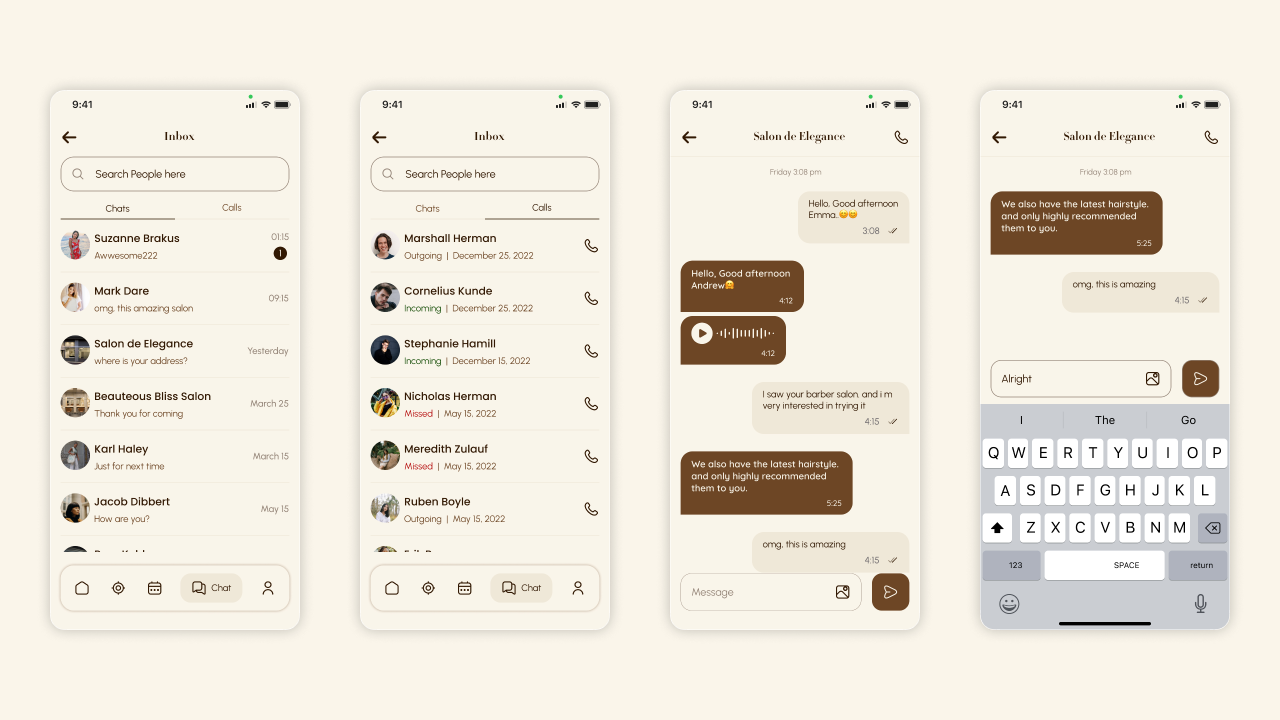 9:41
Inbox
Search People here
Chats
Calls
Suzanne Brakus
01:15
Awwesome222
1
Mark Dare
09:15
omg, this amazing salon
Salon de Elegance
Yesterday
where is your address?
Beauteous Bliss Salon
March 25
Thank you for coming
Karl Haley
March 15
Just for next time
Jacob Dibbert
May 15
How are you?
Chat
9:41
Inbox
Search People here
Chats
Calls
Marshall Herman
Outgoing | December 25, 2022
Cornelius Kunde
Incoming | December 25, 2022
Stephanie Hamill
Incoming | December 15, 2022
Nicholas Herman
Missed | May 15, 2022
Meredith Zulauf
Missed | May 15, 2022
Ruben Boyle
Outgoing | May 15, 2022
Chat
9:41
Salon de Elegance
Friday 3:08 pm
Hello, Good afternoon
Emma.😊😊
3:08
Hello, Good afternoon
Andrew🤗
4:12
4:12
I saw your barber salon, and i m
very interested in trying it
4:15
We also have the latest hairstyle.
and only highly recommended
them to you.
5:25
omg, this is amazing
4:15
Message
9:41
Salon de Elegance
Friday 3:08 pm
We also have the latest hairstyle.
and only highly recommended
them to you.
5:25
omg, this is amazing
4:15
Alright
I The Go
Q W E R T Y U I O P
A S D F G H J K L
Z X C V B N M
123 SPACE return